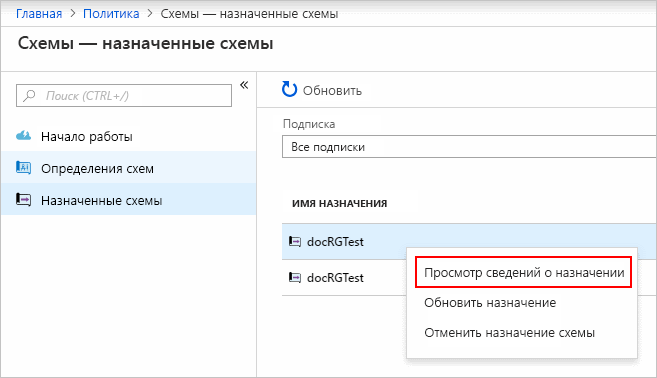 Главная > Политика > Схемы — назначенные схемы
Схемы — назначенные схемы
Поиск (CTRL+/)
«
Начало работы
Определения схем
Назначенные схемы
Обновить
Подписка
Все подписки
ИМЯ НАЗНАЧЕНИЯ
docRGTest
docRGTest
Просмотр сведений о назначении
Обновить назначение
Отменить назначение схемы